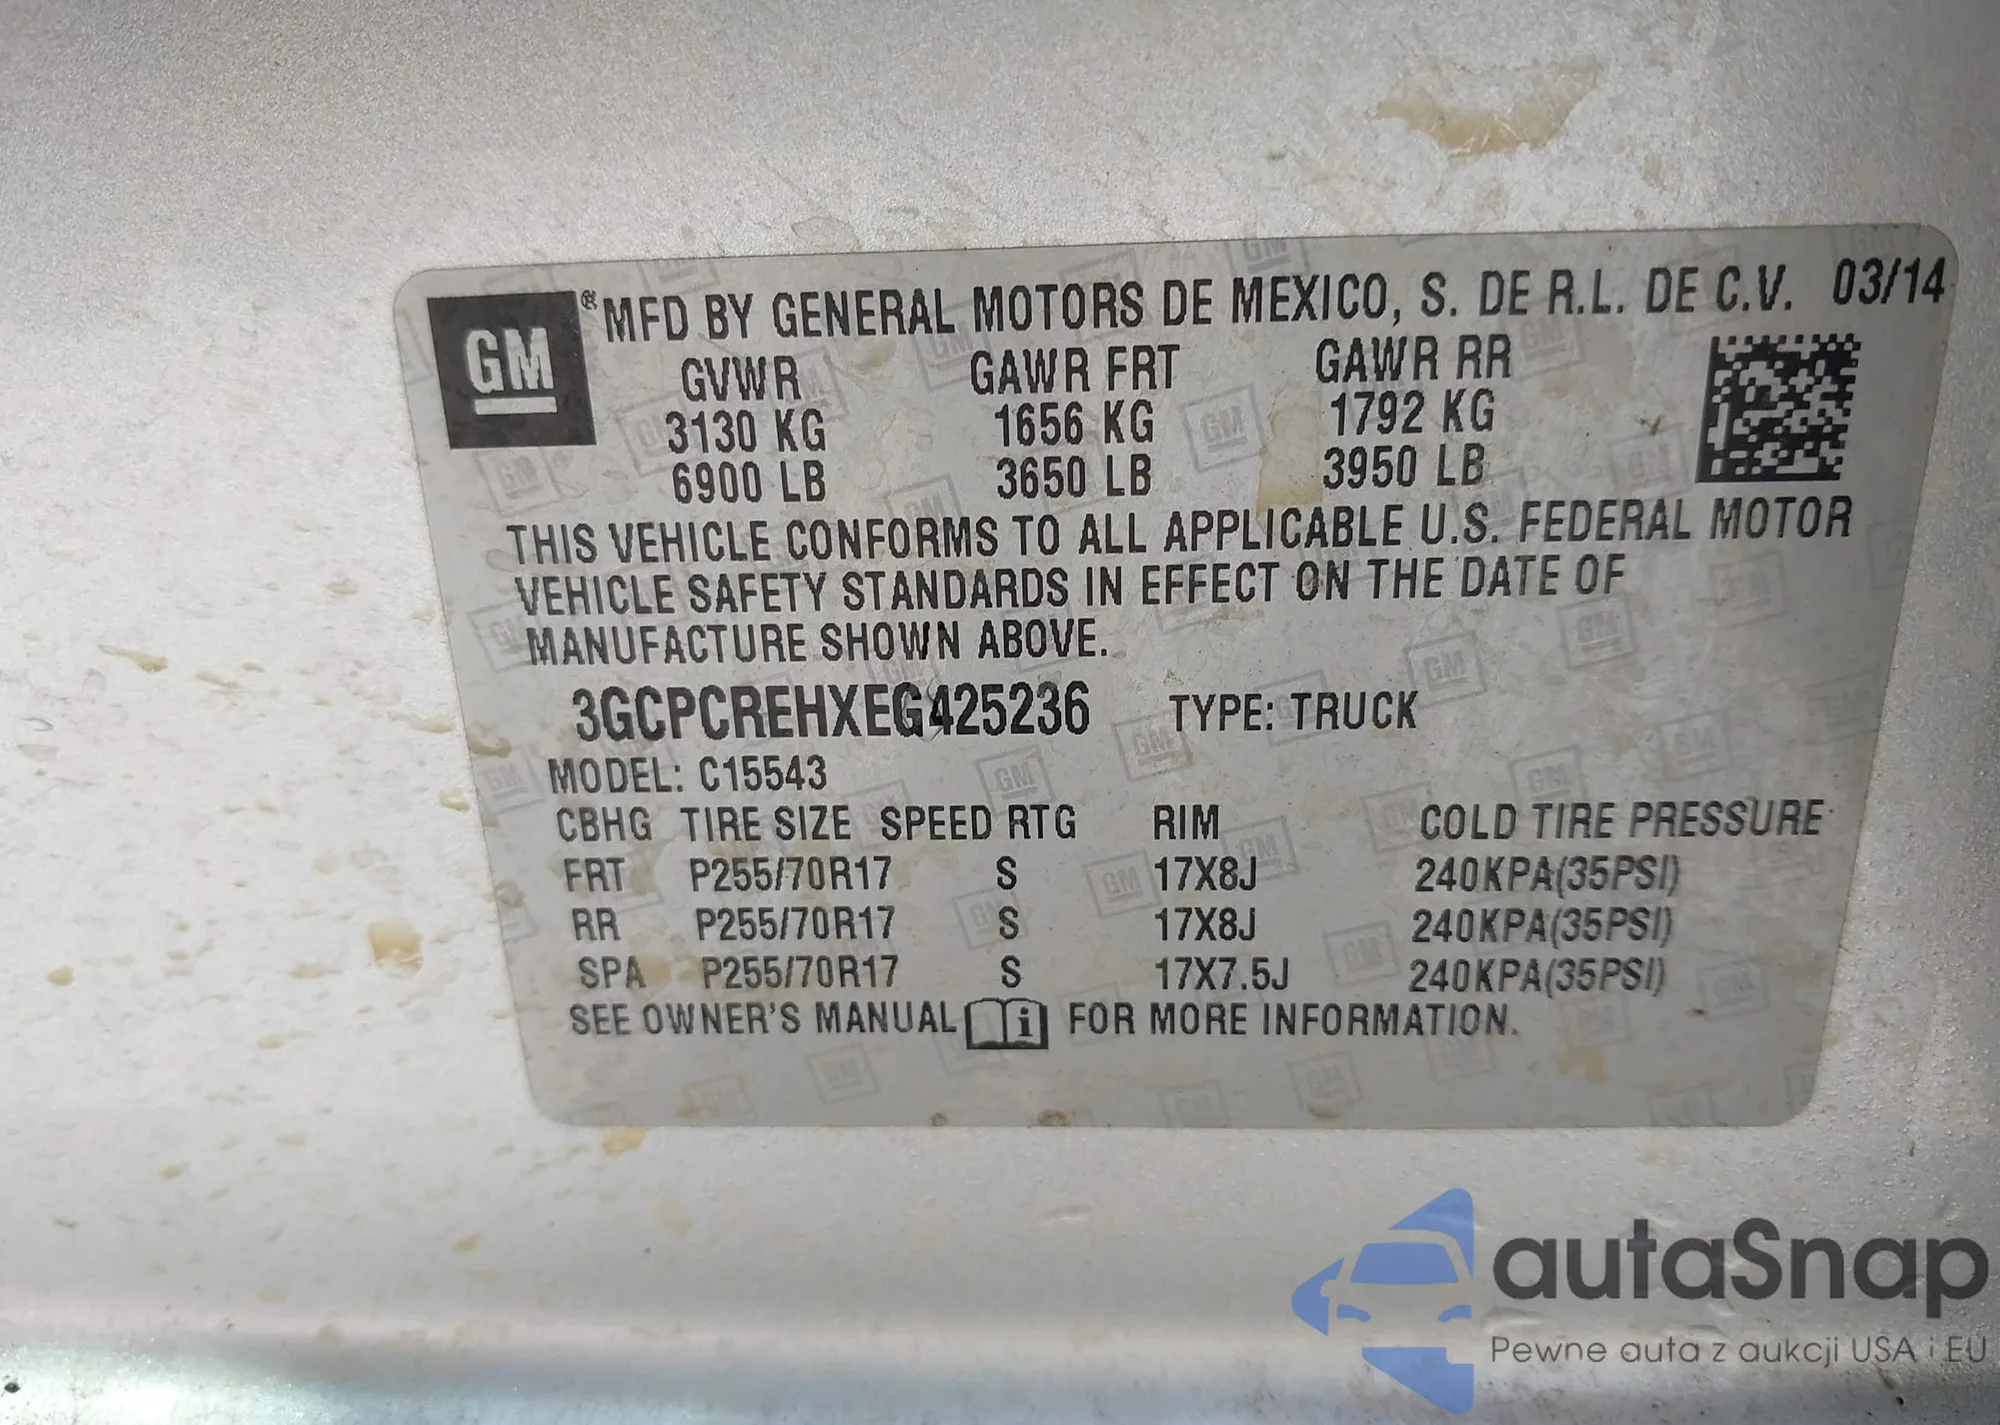 GM ® MFD BY GENERAL MOTORS DE MEXICO, S. DE R.L. DE C.V. 03/14
GVWR GAWR FRT GAWR RR
3130 KG 1656 KG 1792 KG
6900 LB 3650 LB 3950 LB
THIS VEHICLE CONFORMS TO ALL APPLICABLE U.S. FEDERAL MOTOR
VEHICLE SAFETY STANDARDS IN EFFECT ON THE DATE OF
MANUFACTURE SHOWN ABOVE.
3GCPCREHXEG425236 TYPE: TRUCK
MODEL: C15543
CBHG TIRE SIZE SPEED RTG RIM COLD TIRE PRESSURE
FRT P255/70R17 S 17X8J 240KPA(35PSI)
RR P255/70R17 S 17X8J 240KPA(35PSI)
SPA P255/70R17 S 17X7.5J 240KPA(35PSI)
SEE OWNER'S MANUAL i FOR MORE INFORMATION.
autaSnap
Pewne auta z aukcji USA i EU